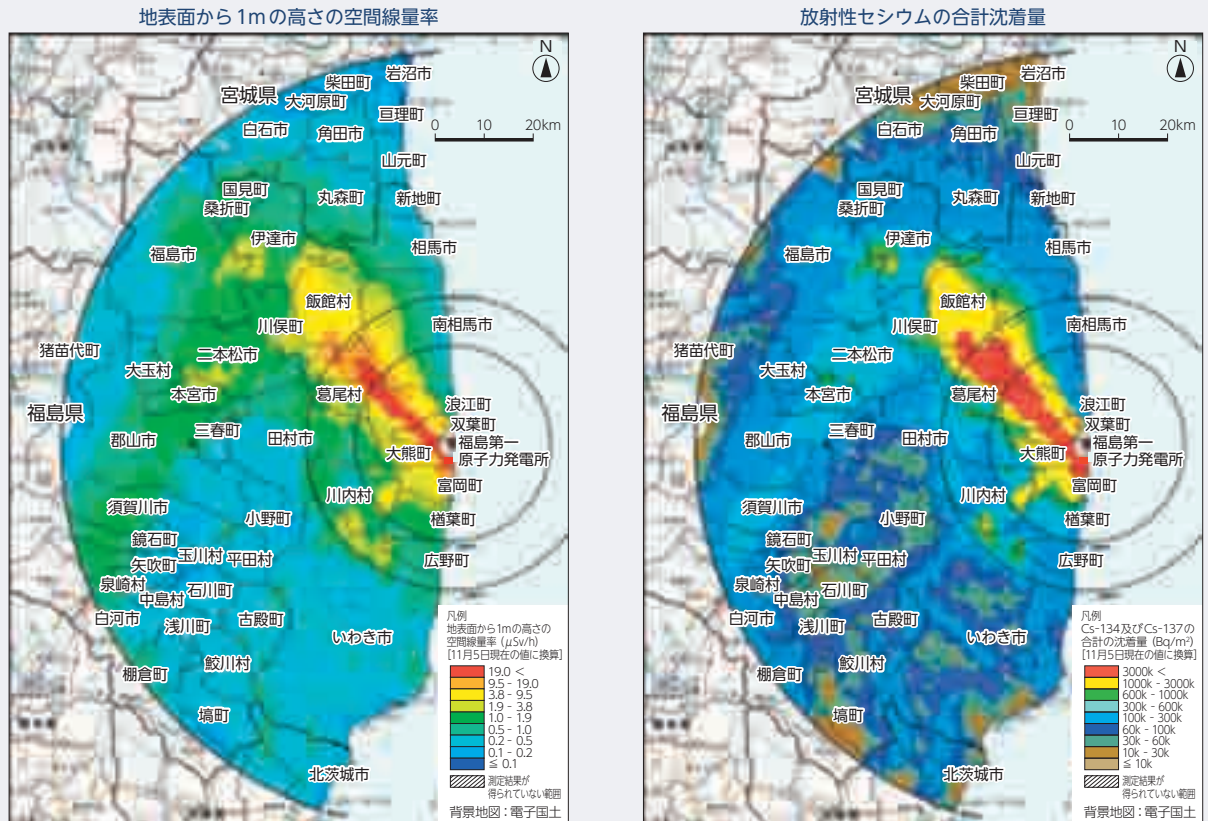 地表面から1mの高さの空間線量率
N
岩沼市
柴田町
宮城県
大河原町
亘理町
白石市
角田市
0 10 20km
山元町
国見町
丸森町
新地町
桑折町
伊達市
相馬市
福島市
飯館村
川俣町
南相馬市
猪苗代町
二本松市
大玉村
本宮市
葛尾村
浪江町
福島県
双葉町
三春町
田村市
福島第一
郡山市
大熊町
原子力発電所
富岡町
川内村
須賀川市
小野町
楢葉町
鏡石町
玉川村
平田村
広野町
矢吹町
泉崎村
石川町
中島村
白河市
浅川町
古殿町
いわき市
鮫川村
棚倉町
塙町
北茨城市
凡例
地表面から1mの高さの
空間線量率 (μSv/h)
[11月5日現在の値に換算]
19.0 <
9.5 - 19.0
3.8 - 9.5
1.9 - 3.8
1.0 - 1.9
0.5 - 1.0
0.2 - 0.5
0.1 - 0.2
≦ 0.1
測定結果が
得られていない範囲
背景地図：電子国土
放射性セシウムの合計沈着量
N
岩沼市
柴田町
宮城県
大河原町
亘理町
白石市
角田市
0 10 20km
山元町
国見町
丸森町
新地町
桑折町
伊達市
相馬市
福島市
飯館村
川俣町
南相馬市
猪苗代町
二本松市
大玉村
本宮市
葛尾村
浪江町
福島県
双葉町
三春町
田村市
福島第一
郡山市
大熊町
原子力発電所
富岡町
川内村
須賀川市
小野町
楢葉町
鏡石町
玉川村
平田村
広野町
矢吹町
泉崎村
石川町
中島村
白河市
浅川町
古殿町
いわき市
鮫川村
棚倉町
塙町
北茨城市
凡例
Cs-134及びCs-137の
合計の沈着量 (Bq/m²)
[11月5日現在の値に換算]
3000k <
1000k - 3000k
600k - 1000k
300k - 600k
100k - 300k
60k - 100k
30k - 60k
10k - 30k
≦ 10k
測定結果が
得られていない範囲
背景地図：電子国土